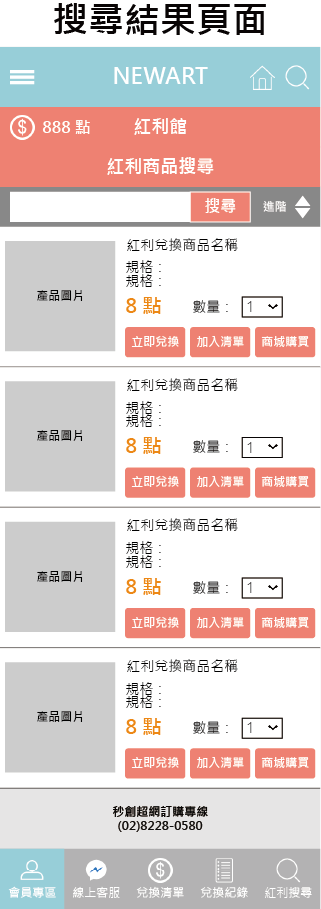 搜尋結果頁面
NEWART
888 點
紅利館
紅利商品搜尋
搜尋
進階
產品圖片
紅利兌換商品名稱
規格：
規格：
8 點
數量：
1
立即兌換
加入清單
商城購買
產品圖片
紅利兌換商品名稱
規格：
規格：
8 點
數量：
1
立即兌換
加入清單
商城購買
產品圖片
紅利兌換商品名稱
規格：
規格：
8 點
數量：
1
立即兌換
加入清單
商城購買
產品圖片
紅利兌換商品名稱
規格：
規格：
8 點
數量：
1
立即兌換
加入清單
商城購買
秒創超網訂購專線
(02)8228-0580
會員專區
線上客服
兌換清單
兌換紀錄
紅利搜尋